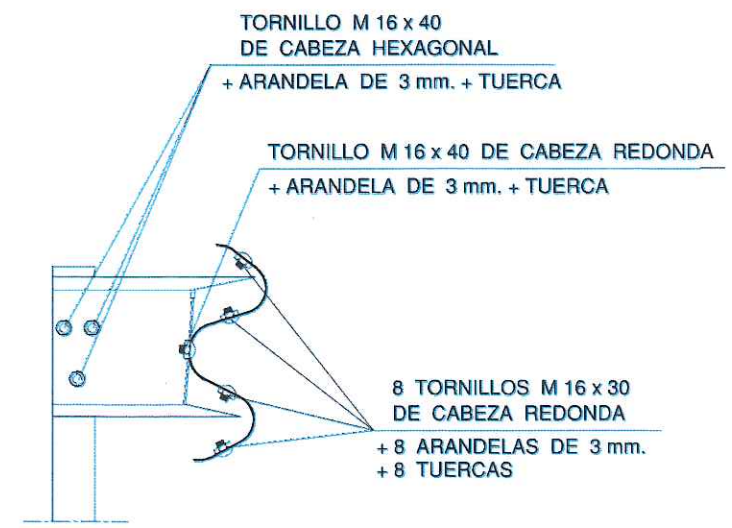 TORNILLO M 16 x 40
DE CABEZA HEXAGONAL
+ ARANDELA DE 3 mm. + TUERCA
TORNILLO M 16 x 40 DE CABEZA REDONDA
+ ARANDELA DE 3 mm. + TUERCA
8 TORNILLOS M 16 x 30
DE CABEZA REDONDA
+ 8 ARANDELAS DE 3 mm.
+ 8 TUERCAS